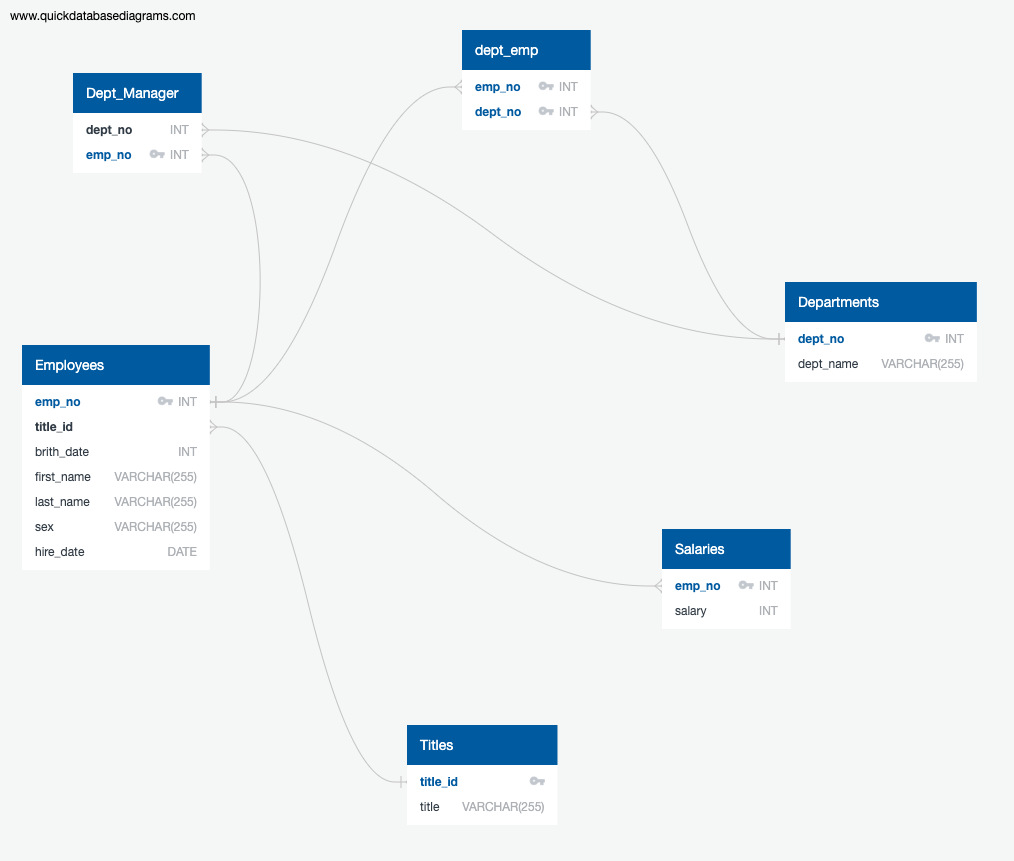 www.quickdatabasediagrams.com
Dept_Manager
dept_no INT
emp_no INT
dept_emp
emp_no INT
dept_no INT
Departments
dept_no INT
dept_name VARCHAR(255)
Employees
emp_no INT
title_id
brith_date INT
first_name VARCHAR(255)
last_name VARCHAR(255)
sex VARCHAR(255)
hire_date DATE
Salaries
emp_no INT
salary INT
Titles
title_id
title VARCHAR(255)